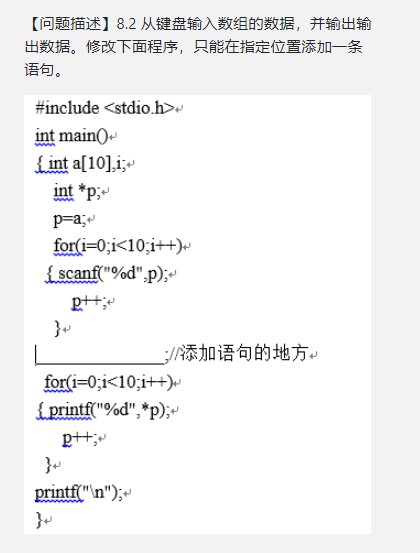 【问题描述】8.2 从键盘输入数组的数据，并输出输
出数据。修改下面程序，只能在指定位置添加一条
语句。
#include <stdio.h>
int main()
{ int a[10],i;
int *p;
p=a;
for(i=0;i<10;i++)
{ scanf("%d",p);
p++;
}
______________;//添加语句的地方
for(i=0;i<10;i++)
{ printf("%d",*p);
p++;
}
printf("\n");
}